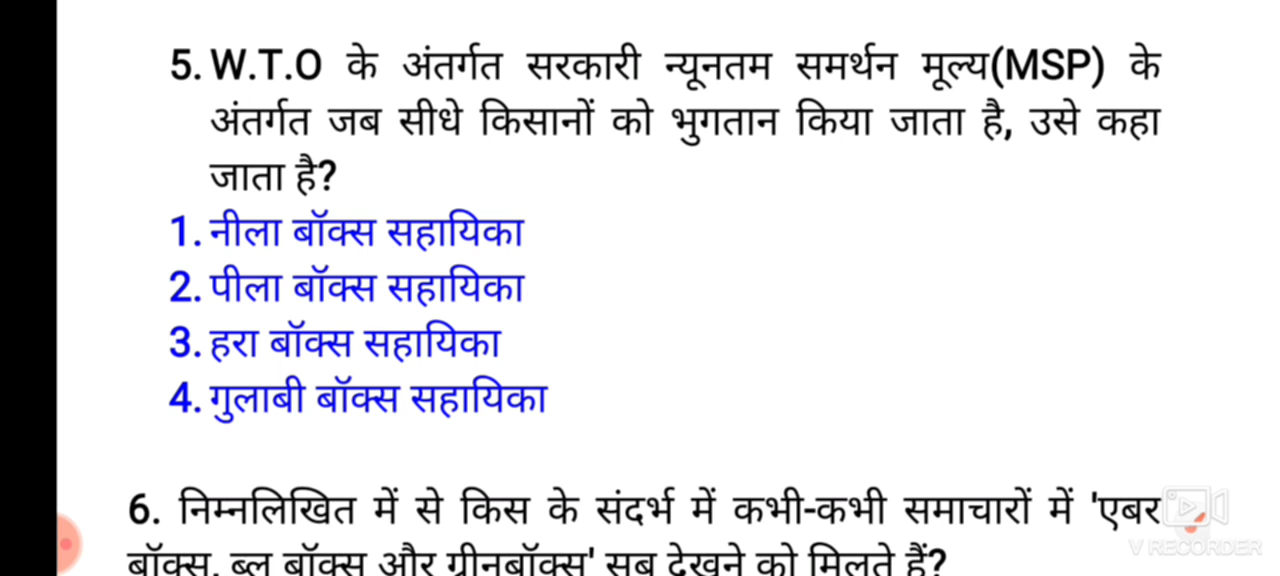 5. W.T.O के अंतर्गत सरकारी न्यूनतम समर्थन मूल्य(MSP) के
अंतर्गत जब सीधे किसानों को भुगतान किया जाता है, उसे कहा
जाता है?
1. नीला बॉक्स सहायिका
2. पीला बॉक्स सहायिका
3. हरा बॉक्स सहायिका
4. गुलाबी बॉक्स सहायिका
6. निम्नलिखित में से किस के संदर्भ में कभी-कभी समाचारों में 'एबर
V RECORDER
बॉक्स, ब्लू बॉक्स और ग्रीनबॉक्स' सब देखने को मिलते हैं?